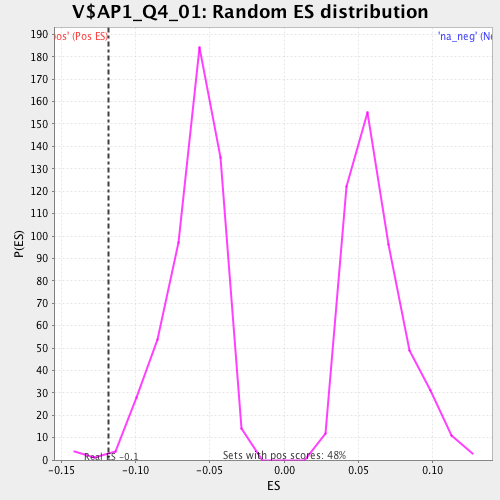 V$AP1_Q4_01: Random ES distribution
os' (Pos ES)
'na_neg' (Ne
190
180
170
160
150
140
130
120
110
100
90
80
70
60
50
40
30
20
10
0
P(ES)
Real ES -0.1
Sets with pos scores: 48%
-0.15 -0.10 -0.05 0.00 0.05 0.10
ES